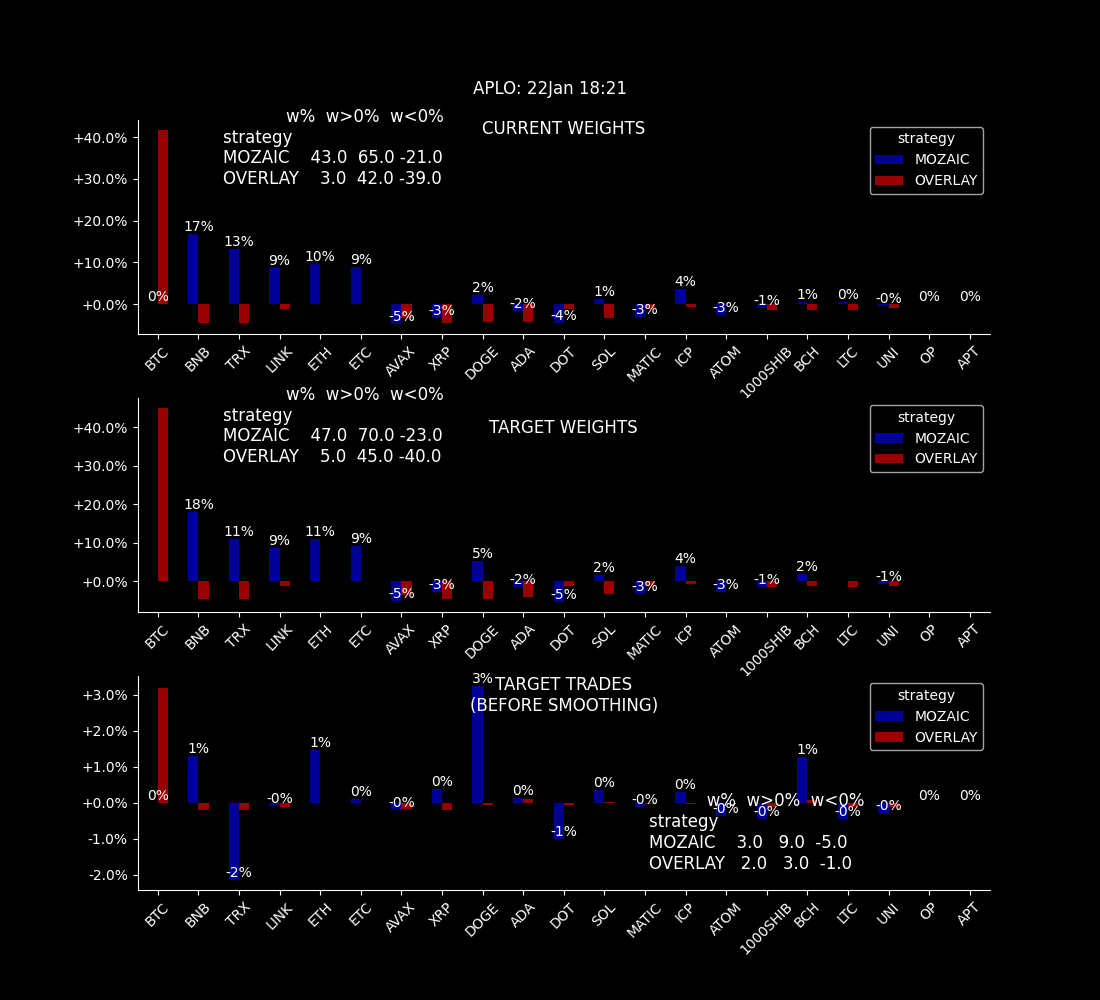 APLO: 22Jan 18:21
CURRENT WEIGHTS
w% w>0% w<0%
strategy
MOZAIC 43.0 65.0 -21.0
OVERLAY 3.0 42.0 -39.0
strategy
MOZAIC
OVERLAY
+40.0%
+30.0%
+20.0%
+10.0%
+0.0%
0% 17% 13% 9% 10% 9% -5% -3% 2% -2% -4% 1% -3% 4% -3% -1% 1% 0% -0% 0% 0%
BTC BNB TRX LINK ETH ETC AVAX XRP DOGE ADA DOT SOL MATIC ICP ATOM 1000SHIB BCH LTC UNI OP APT
TARGET WEIGHTS
w% w>0% w<0%
strategy
MOZAIC 47.0 70.0 -23.0
OVERLAY 5.0 45.0 -40.0
strategy
MOZAIC
OVERLAY
+40.0%
+30.0%
+20.0%
+10.0%
+0.0%
18% 11% 9% 11% 9% -5% -3% 5% -2% -5% 2% -3% 4% -3% -1% 2% -1%
BTC BNB TRX LINK ETH ETC AVAX XRP DOGE ADA DOT SOL MATIC ICP ATOM 1000SHIB BCH LTC UNI OP APT
TARGET TRADES
(BEFORE SMOOTHING)
strategy
MOZAIC
OVERLAY
+3.0%
+2.0%
+1.0%
+0.0%
-1.0%
-2.0%
0% 1% -2% -0% 1% 0% -0% 0% 3% 0% -1% 0% -0% 0% -0% -0% 1% -0% -0% 0% 0%
w% w>0% w<0%
strategy
MOZAIC 3.0 9.0 -5.0
OVERLAY 2.0 3.0 -1.0
BTC BNB TRX LINK ETH ETC AVAX XRP DOGE ADA DOT SOL MATIC ICP ATOM 1000SHIB BCH LTC UNI OP APT